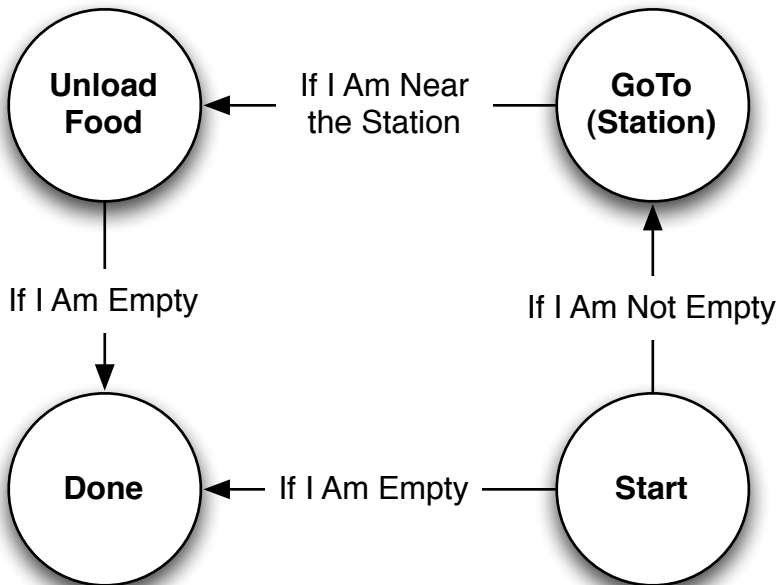 Unload
Food
If I Am Near
the Station
GoTo
(Station)
If I Am Empty
If I Am Not Empty
Done
If I Am Empty
Start